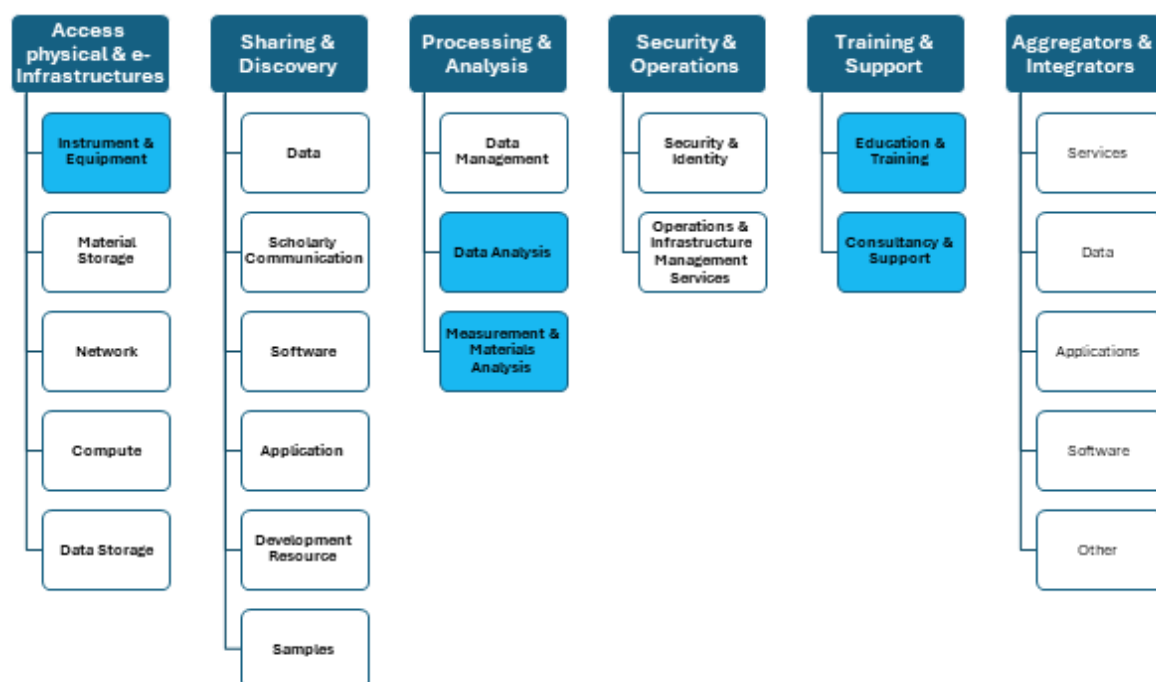 Access
physical & e-
Infrastructures
Instrument &
Equipment
Material
Storage
Network
Compute
Data Storage
Sharing &
Discovery
Data
Scholarly
Communication
Software
Application
Development
Resource
Samples
Processing &
Analysis
Data
Management
Data Analysis
Measurement &
Materials
Analysis
Security &
Operations
Security &
Identity
Operations &
Infrastructure
Management
Services
Training &
Support
Education &
Training
Consultancy &
Support
Aggregators &
Integrators
Services
Data
Applications
Software
Other